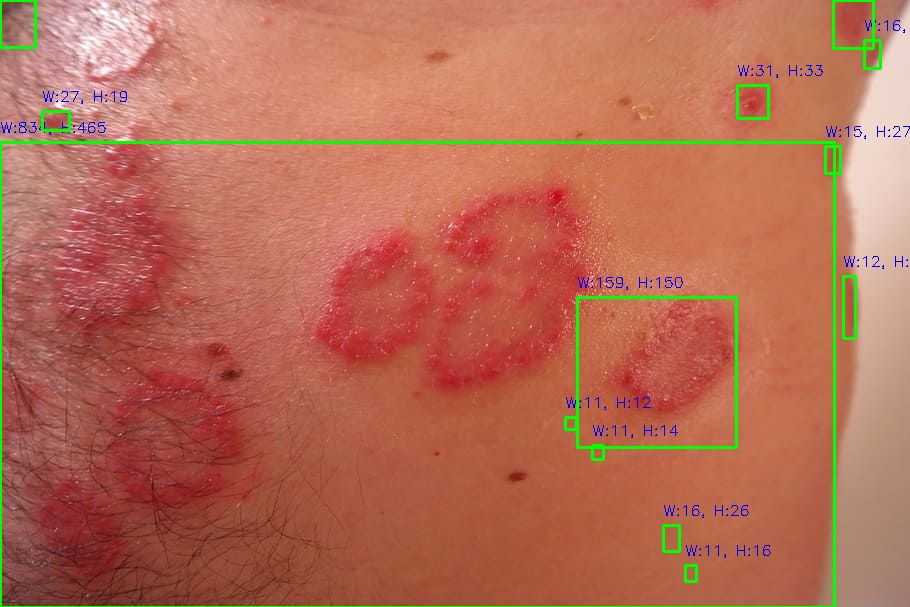 W:16,
W:31, H:33
W:27, H:19
W:834, H:465
W:15, H:27
W:12, H:
W:159, H:150
W:11, H:12
W:11, H:14
W:16, H:26
W:11, H:16